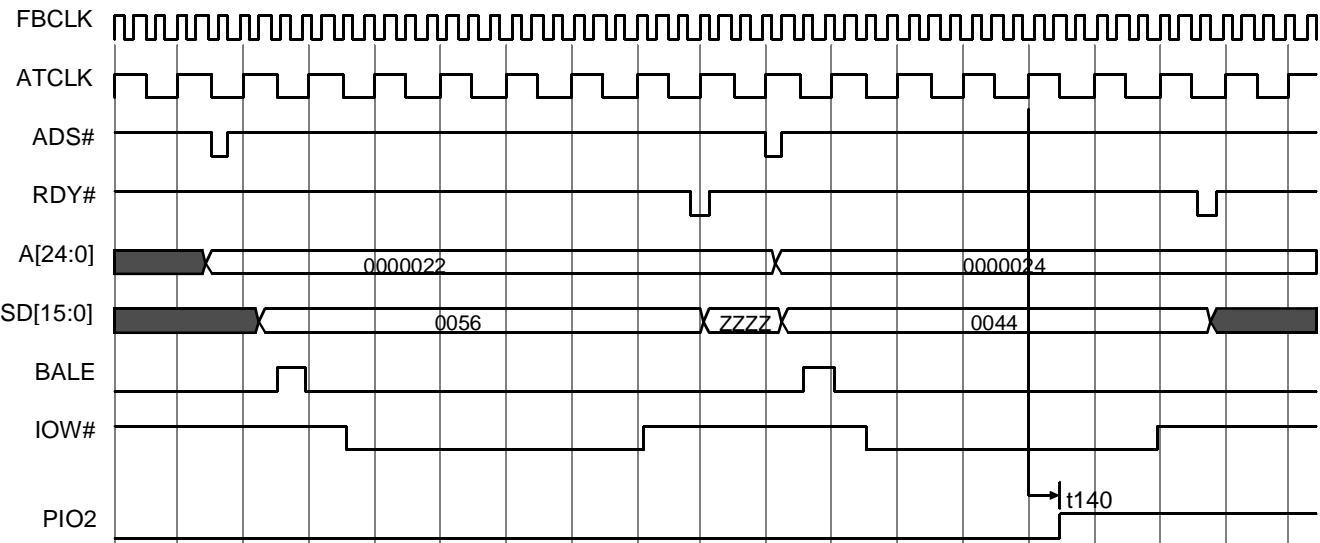 FBCLK
ATCLK
ADS#
RDY#
A[24:0] 0000022 0000024
SD[15:0] 0056 ZZZZ 0044
BALE
IOW#
t140
PIO2